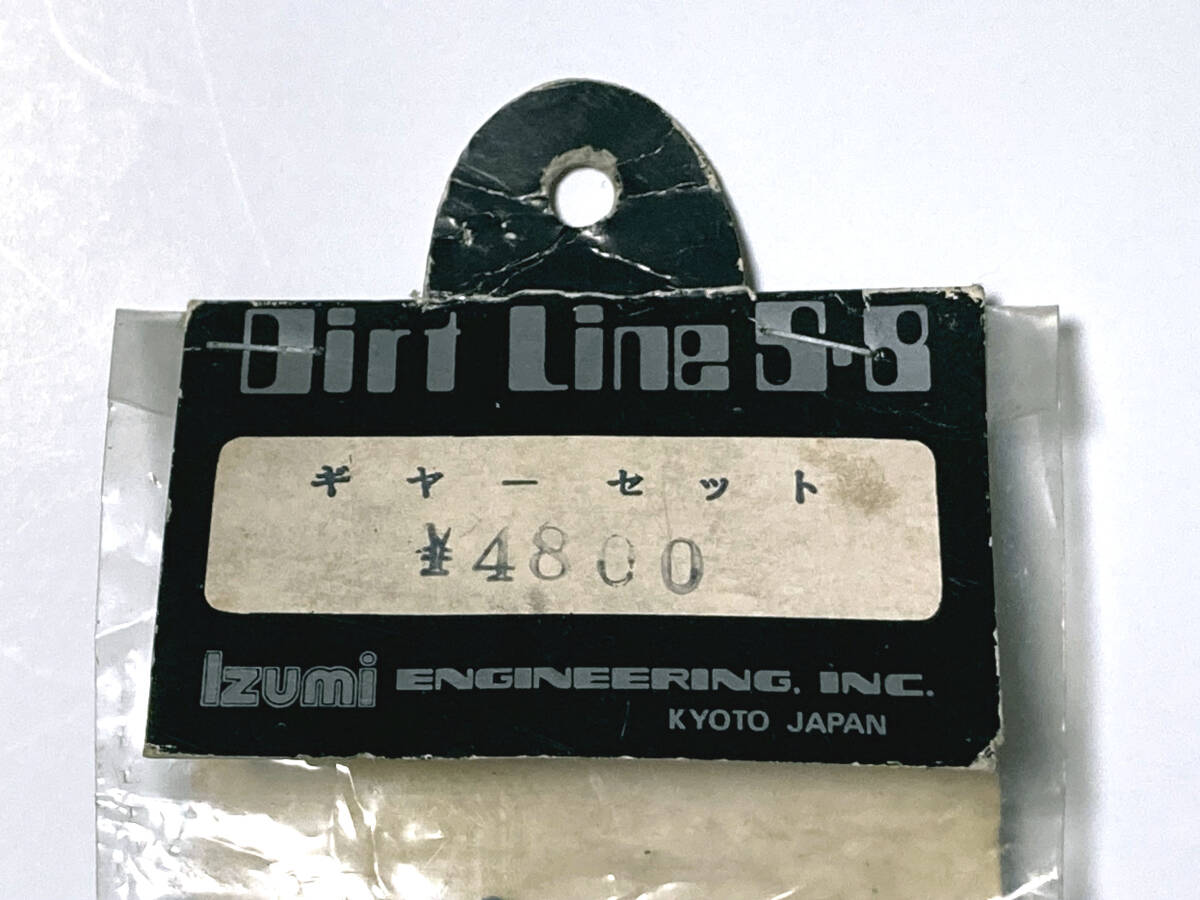 Dirt Line S·8
ギヤーセット
¥4800
Izumi ENGINEERING, INC.
KYOTO JAPAN